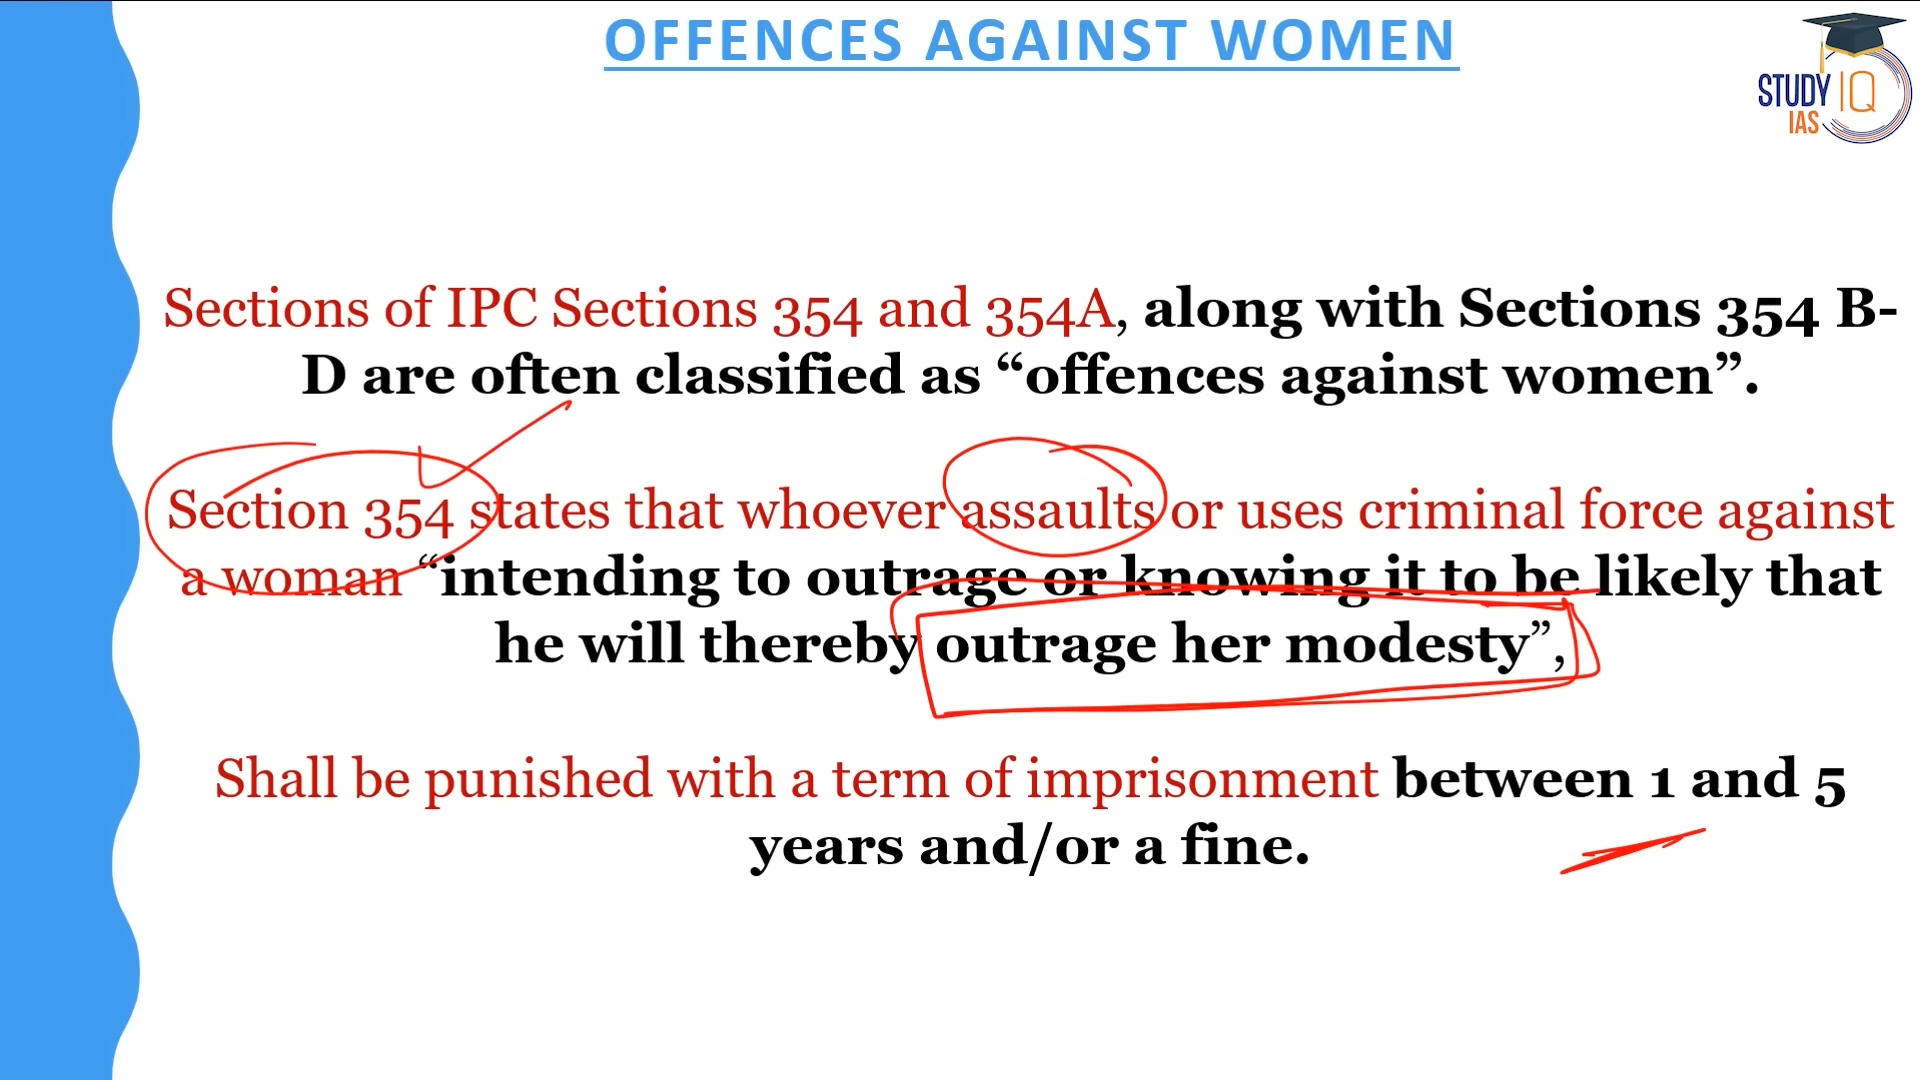 OFFENCES AGAINST WOMEN
STUDY IQ
IAS
Sections of IPC Sections 354 and 354A, along with Sections 354 B-
D are often classified as “offences against women”.
Section 354 states that whoever assaults or uses criminal force against
a woman “intending to outrage or knowing it to be likely that
he will thereby outrage her modesty”,
Shall be punished with a term of imprisonment between 1 and 5
years and/or a fine.